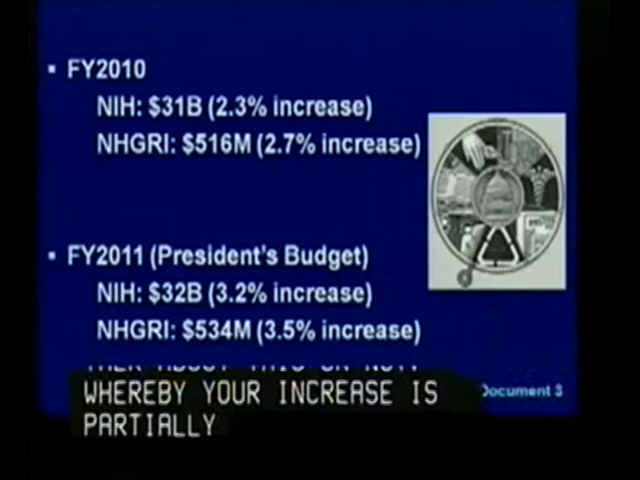 ▪ FY2010
NIH: $31B (2.3% increase)
NHGRI: $516M (2.7% increase)
▪ FY2011 (President's Budget)
NIH: $32B (3.2% increase)
NHGRI: $534M (3.5% increase)
WHEREBY YOUR INCREASE IS
PARTIALLY
Document 3